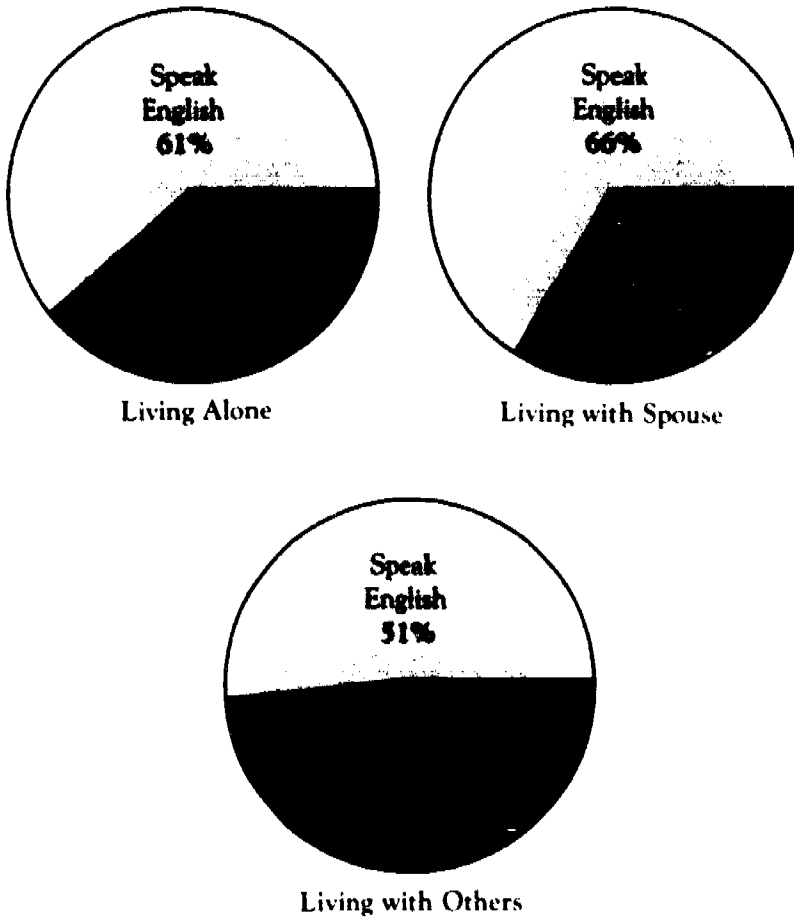 Speak
English
61%
Speak
English
66%
Living Alone
Living with Spouse
Speak
English
51%
Living with Others